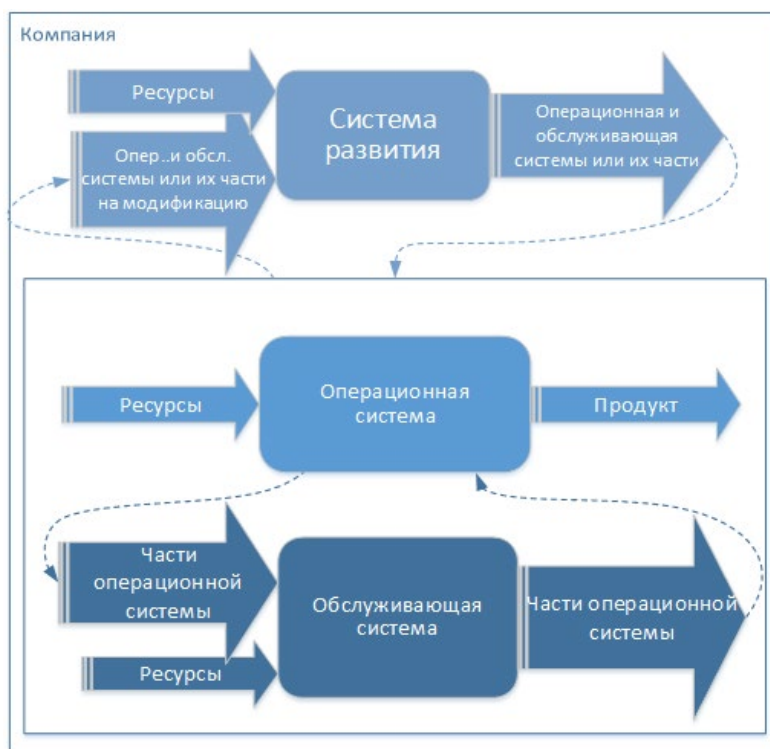 Компания
Ресурсы
Опер..и обсл.
системы или их части
на модификацию
Система
развития
Операционная и
обслуживающая
системы или их части
Ресурсы
Операционная
система
Продукт
Части
операционной
системы
Ресурсы
Обслуживающая
система
Части операционной
системы